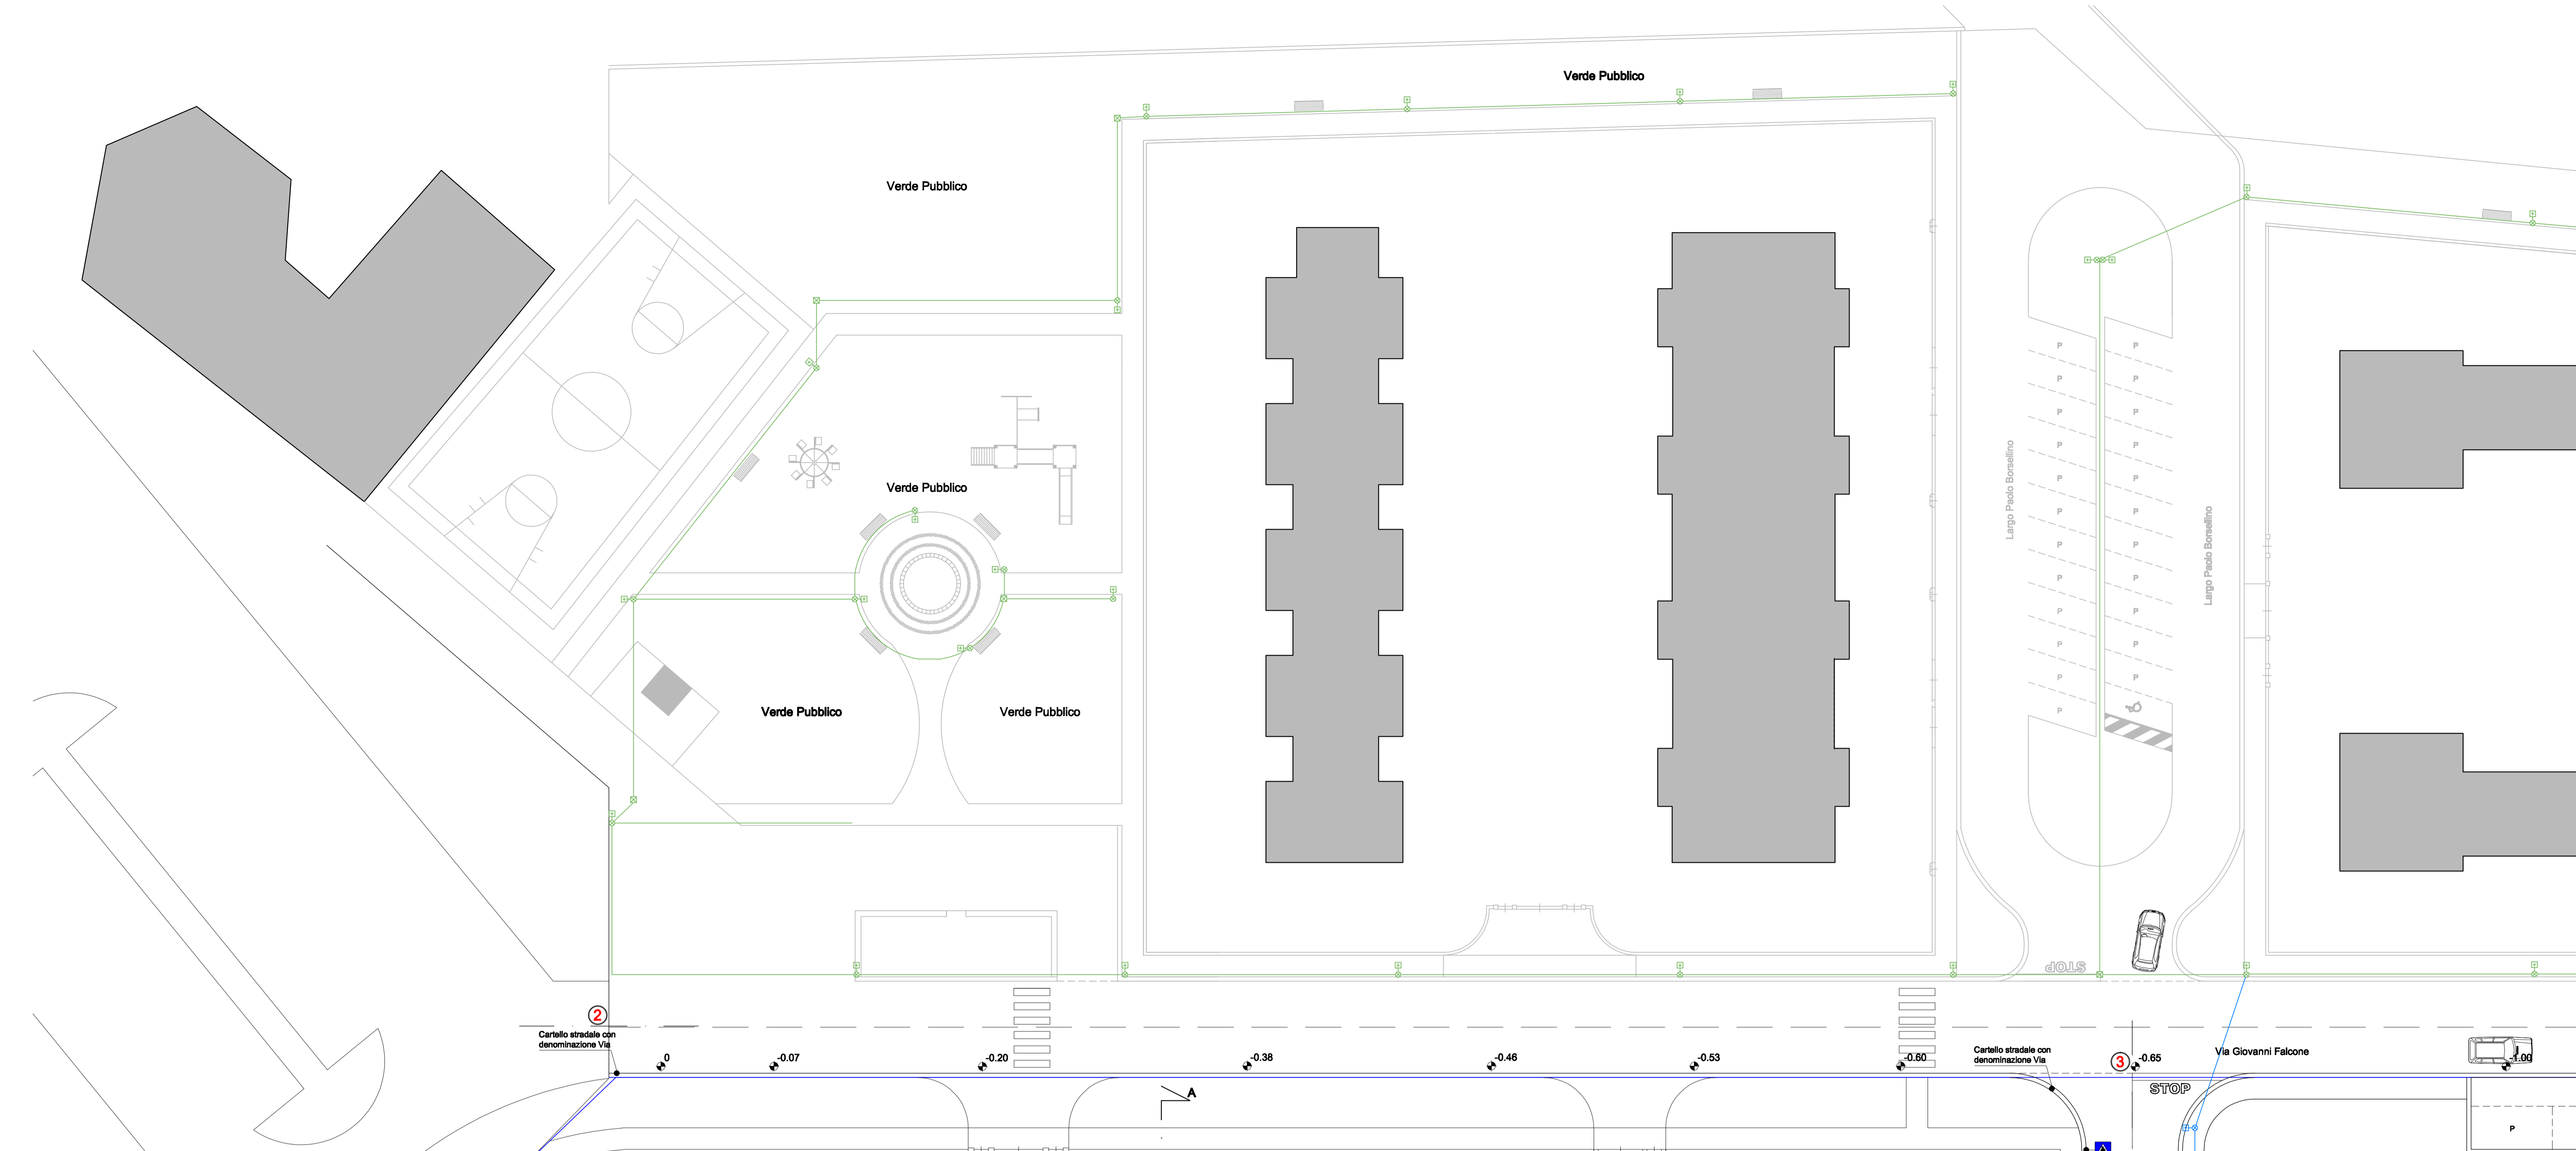 Verde Pubblico
Verde Pubblico
Verde Pubblico
Verde Pubblico
Verde Pubblico
Largo Paolo Borsellino
Largo Paolo Borsellino
P P
P P
P P
P P
P P
P P
P P
P P
P P
P P
P P
P
STOP
2
Cartello stradale con
denominazione Via
0
-0.07
-0.20
-0.38
-0.46
-0.53
-0.60
Cartello stradale con
denominazione Via
3
-0.65
Via Giovanni Falcone
-1.00
A
STOP
P